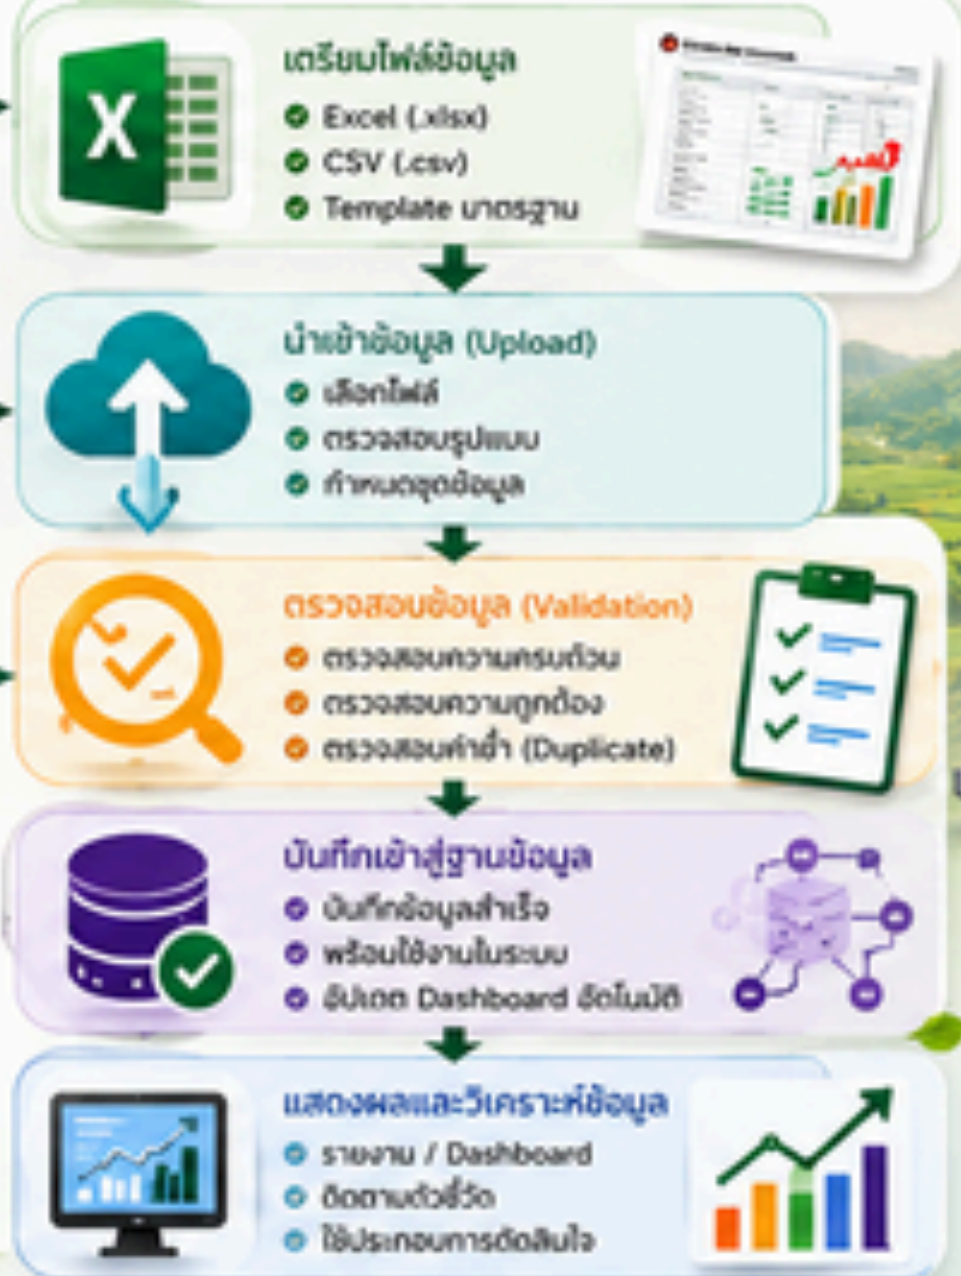 เตรียมไฟล์ข้อมูล
Excel (.xlsx)
CSV (.csv)
Template มาตรฐาน
นำเข้าข้อมูล (Upload)
เลือกไฟล์
ตรวจสอบรูปแบบ
กำหนดชุดข้อมูล
ตรวจสอบข้อมูล (Validation)
ตรวจสอบความครบถ้วน
ตรวจสอบความถูกต้อง
ตรวจสอบค่าซ้ำ (Duplicate)
บันทึกเข้าสู่ฐานข้อมูล
บันทึกข้อมูลสำเร็จ
พร้อมใช้งานในระบบ
อัปเดต Dashboard อัตโนมัติ
แสดงผลและวิเคราะห์ข้อมูล
รายงาน / Dashboard
ติดตามตัวชี้วัด
ใช้ประกอบการตัดสินใจ